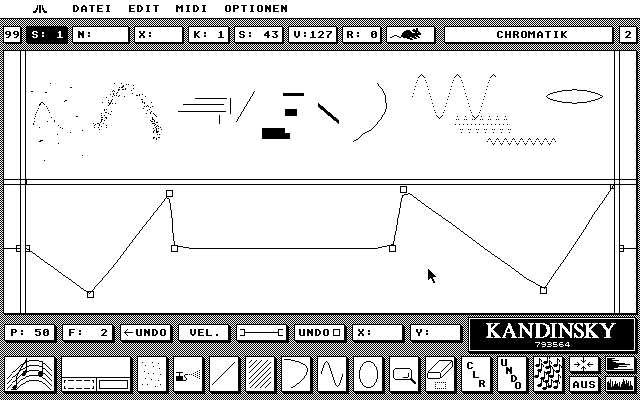 DATEI EDIT MIDI OPTIONEN
99 S: 1 N: X: K: 1 S: 43 V:127 R: 0 CHROMATIK 2
P: 50 F: 2 ←UNDO VEL. UNDO X: Y: KANDINSKY
793564
CLR UNDO AUS